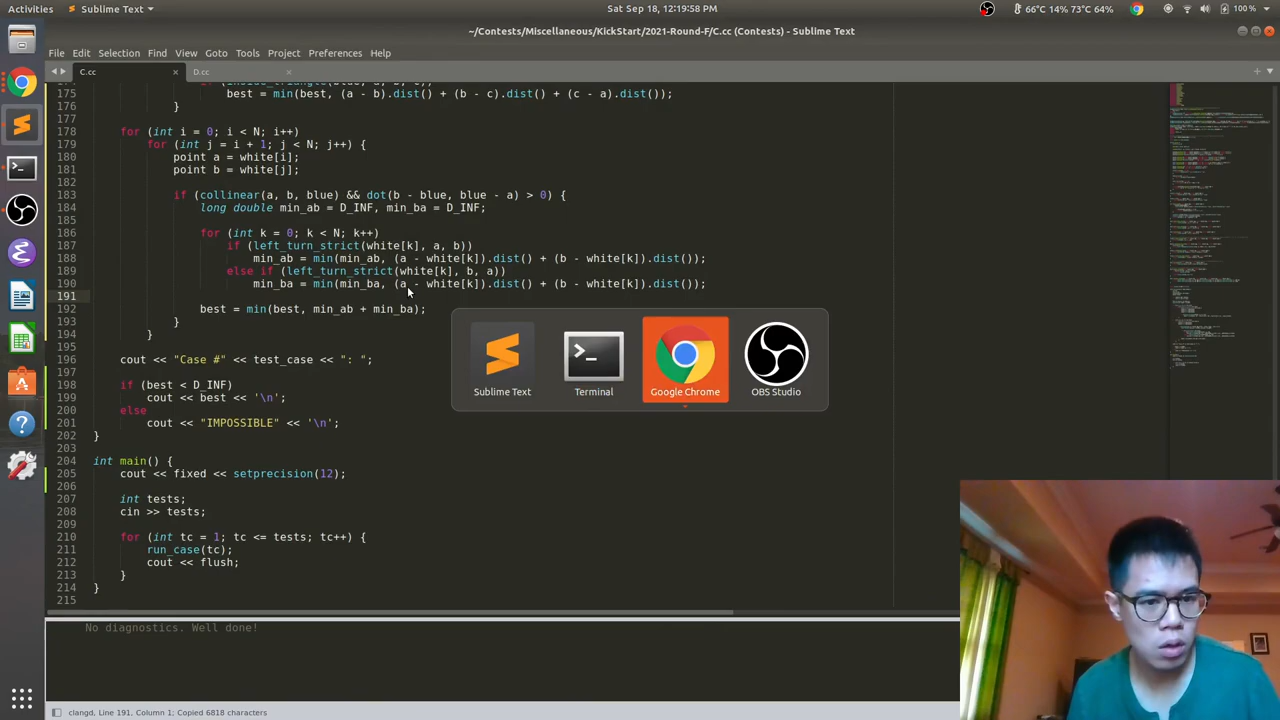 Activities
Sublime Text
Sat Sep 18, 12:19:58 PM
66°C 14% 73°C 64%
100 %
~/Contests/Miscellaneous/KickStart/2021-Round-F/C.cc (Contests) - Sublime Text
File Edit Selection Find View Goto Tools Project Preferences Help
C.cc
D.cc
175 best = min(best, (a - b).dist() + (b - c).dist() + (c - a).dist());
176 }
177
178 for (int i = 0; i < N; i++)
179 for (int j = i + 1; j < N; j++) {
180 point a = white[i];
181 point b = white[j];
182
183 if (collinear(a, b, blue) && dot(b - blue, blue - a) > 0) {
184 long double min_ab = D_INF, min_ba = D_INF;
185
186 for (int k = 0; k < N; k++)
187 if (left_turn_strict(white[k], a, b))
188 min_ab = min(min_ab, (a - white[k]).dist() + (b - white[k]).dist());
189 else if (left_turn_strict(white[k], b, a))
190 min_ba = min(min_ba, (a - white[k]).dist() + (b - white[k]).dist());
191
192 best = min(best, min_ab + min_ba);
193 }
194 }
195
196 cout << "Case #" << test_case << ": ";
197
198 if (best < D_INF)
199 cout << best << '\n';
200 else
201 cout << "IMPOSSIBLE" << '\n';
202 }
203
204 int main() {
205 cout << fixed << setprecision(12);
206
207 int tests;
208 cin >> tests;
209
210 for (int tc = 1; tc <= tests; tc++) {
211 run_case(tc);
212 cout << flush;
213 }
214 }
215
Sublime Text
Terminal
Google Chrome
OBS Studio
No diagnostics. Well done!
clangd, Line 191, Column 1; Copied 6818 characters